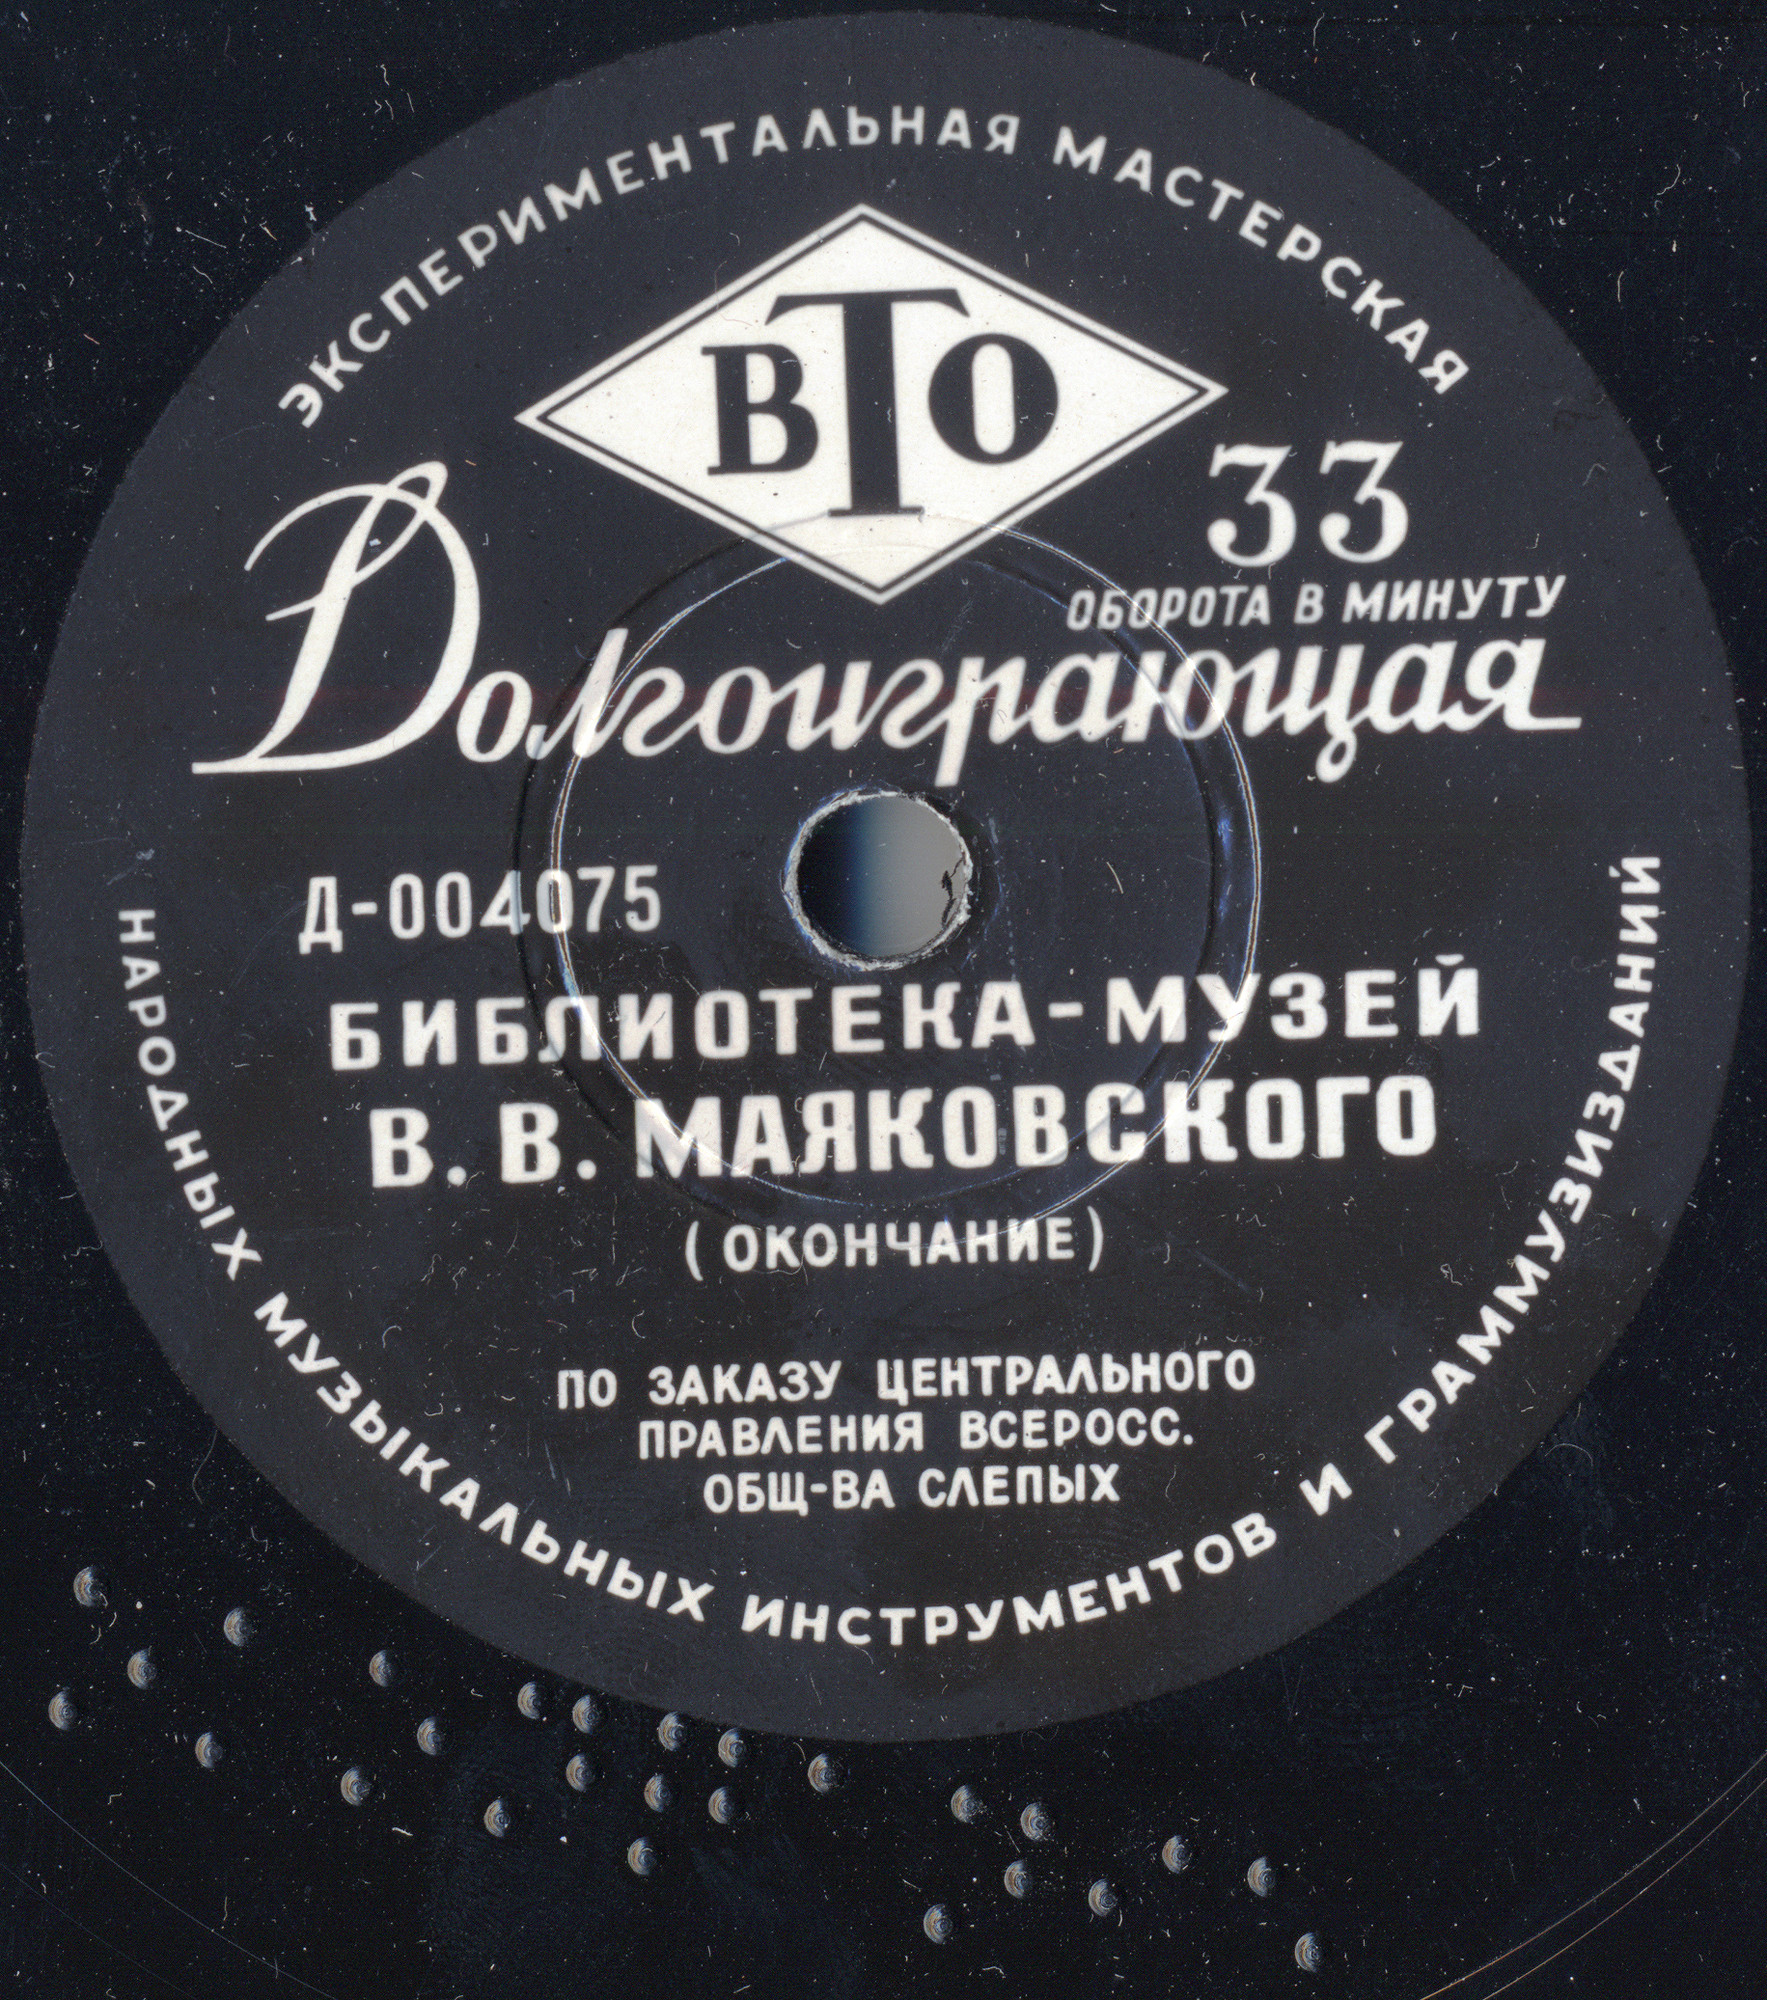 ЭКСПЕРИМЕНТАЛЬНАЯ МАСТЕРСКАЯ
ВТО
33
ОБОРОТА В МИНУТУ
Долгоиграющая
Д-004075
БИБЛИОТЕКА-МУЗЕЙ
В. В. МАЯКОВСКОГО
(ОКОНЧАНИЕ)
ПО ЗАКАЗУ ЦЕНТРАЛЬНОГО
ПРАВЛЕНИЯ ВСЕРОСС.
ОБЩ-ВА СЛЕПЫХ
НАРОДНЫХ МУЗЫКАЛЬНЫХ ИНСТРУМЕНТОВ И ГРАММУЗИЗДАНИЙ